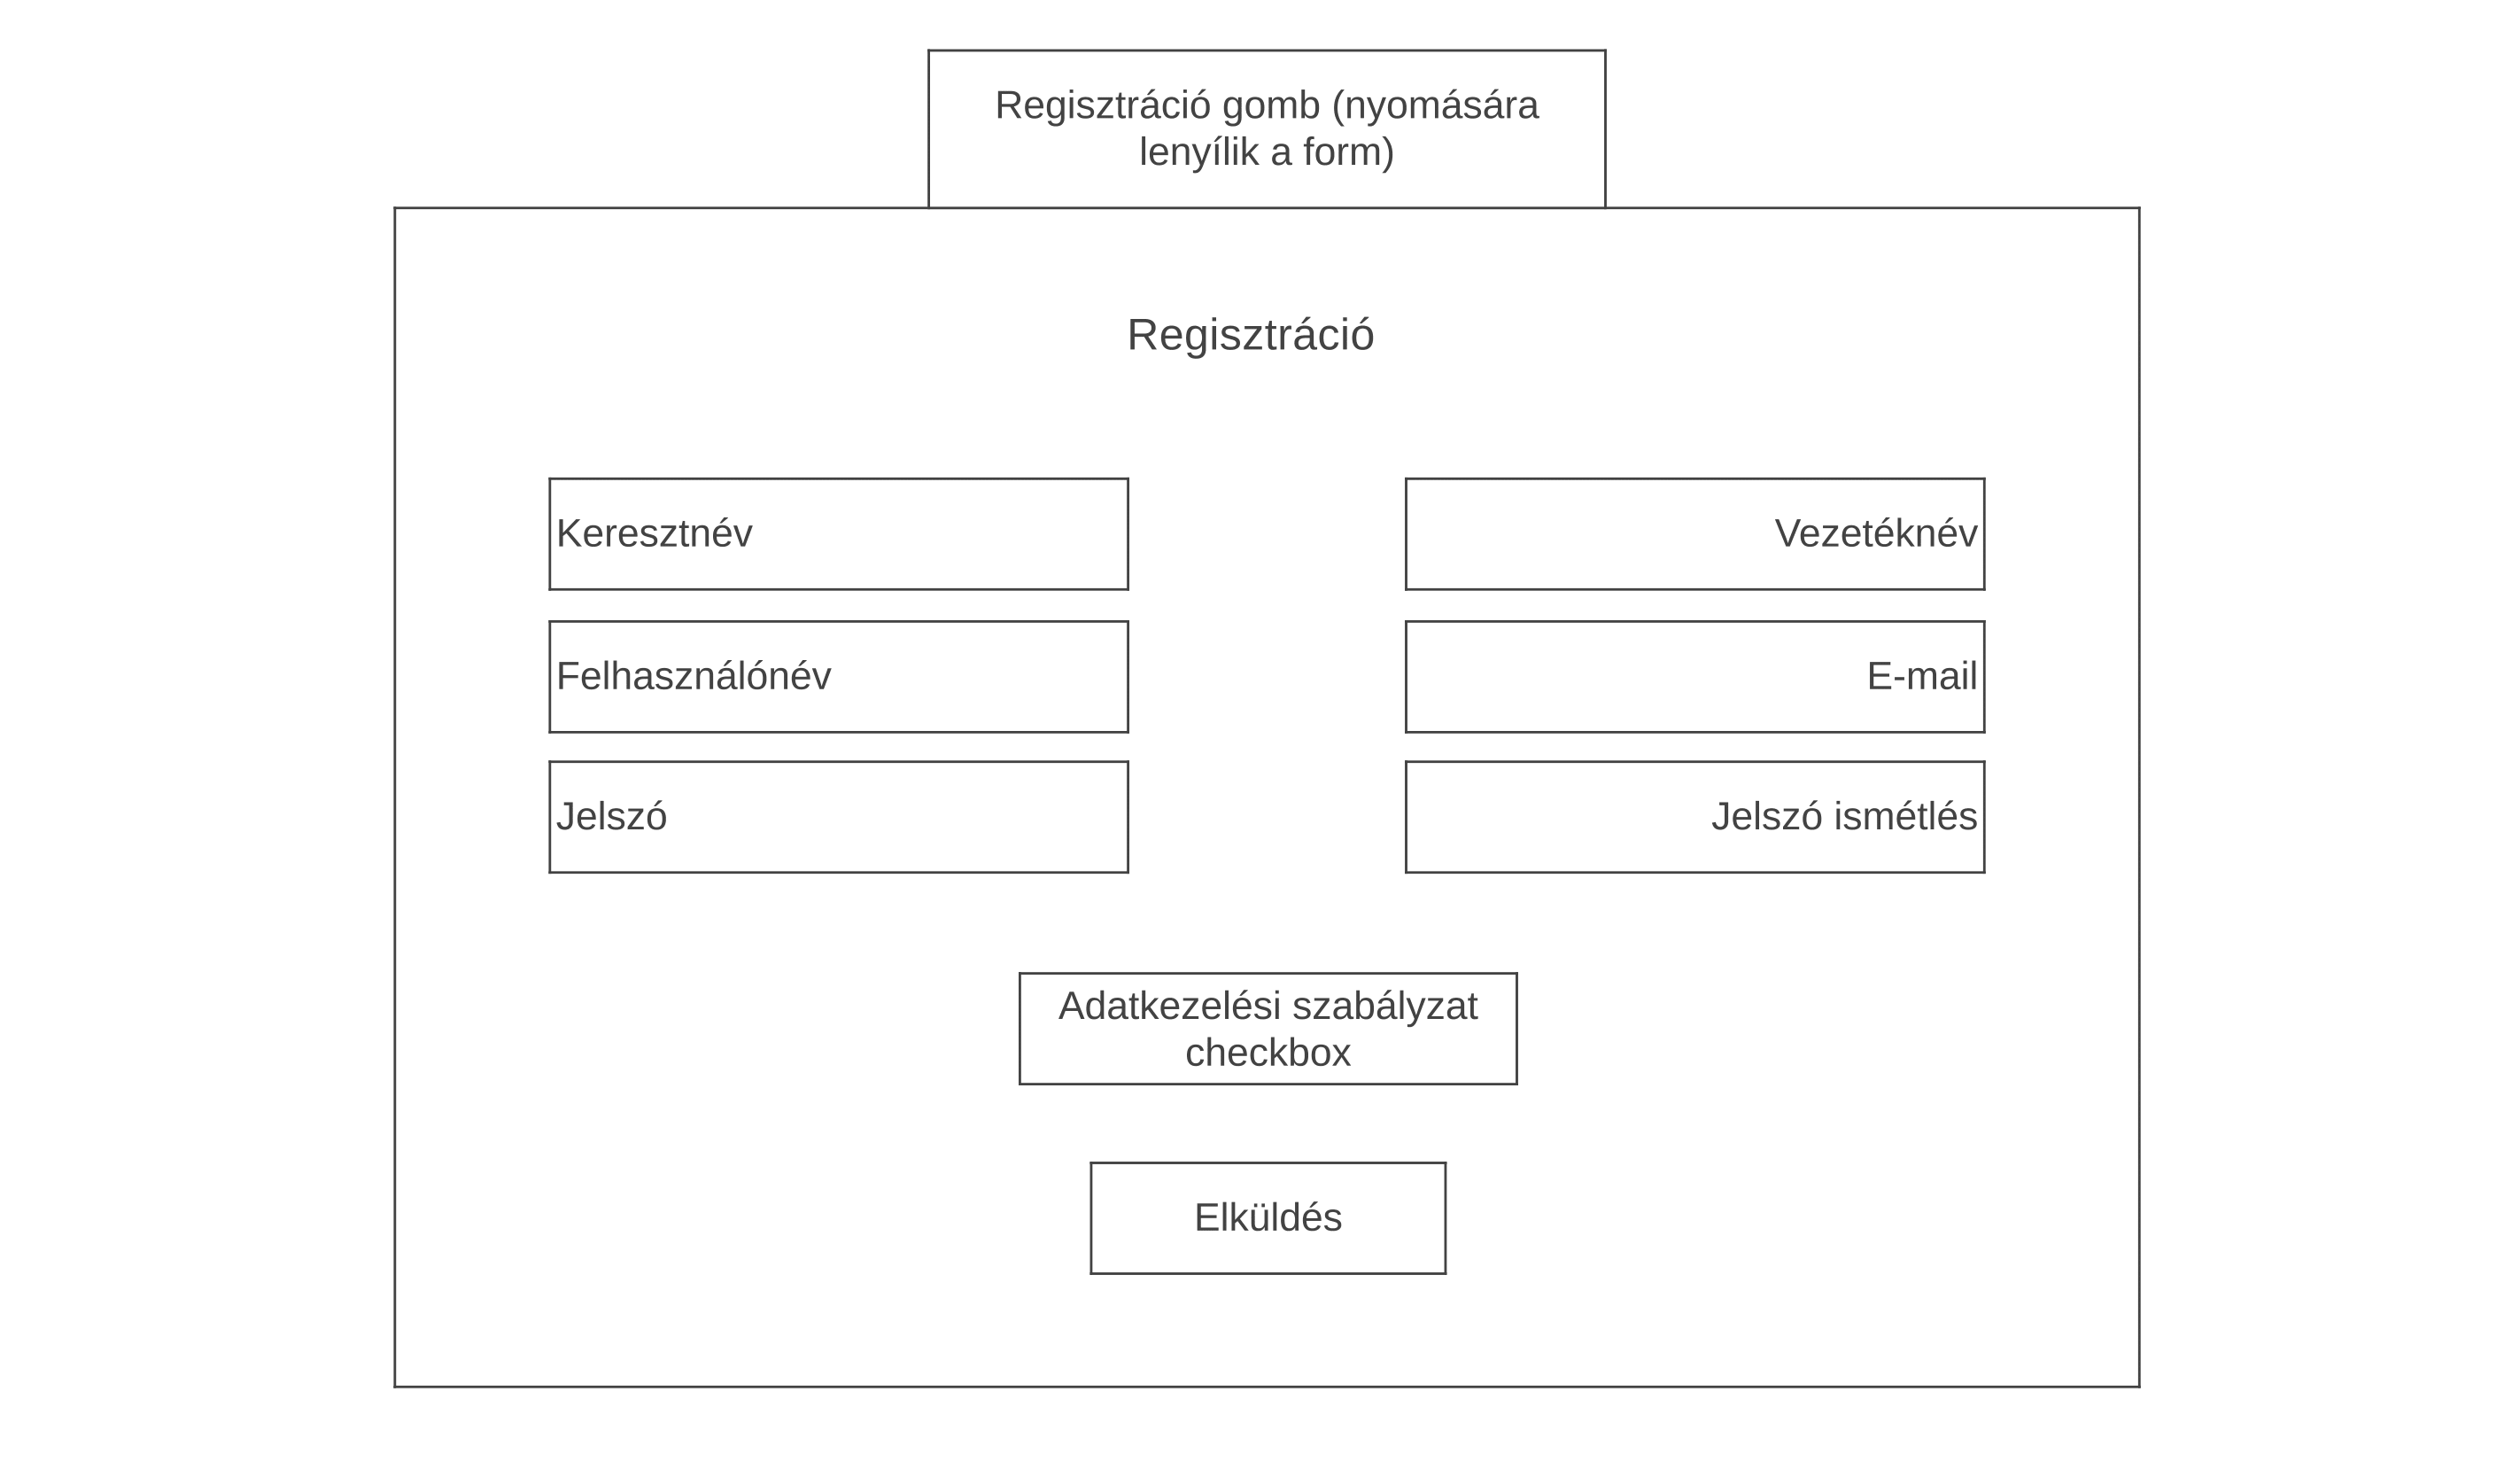 Regisztráció gomb (nyomására
lenyílik a form)
Regisztráció
Keresztnév
Vezetéknév
Felhasználónév
E-mail
Jelszó
Jelszó ismétlés
Adatkezelési szabályzat
checkbox
Elküldés